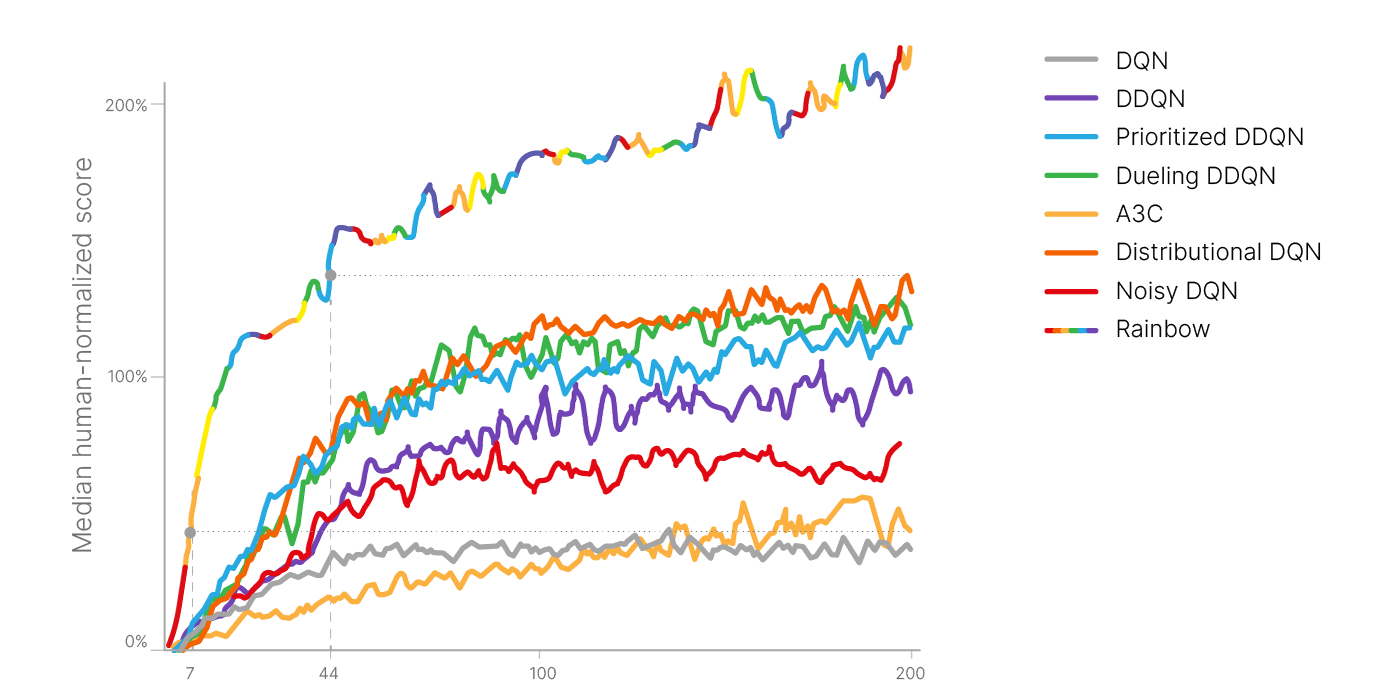 Median human-normalized score
200%
100%
0%
7
44
100
200
DQN
DDQN
Prioritized DDQN
Dueling DDQN
A3C
Distributional DQN
Noisy DQN
Rainbow